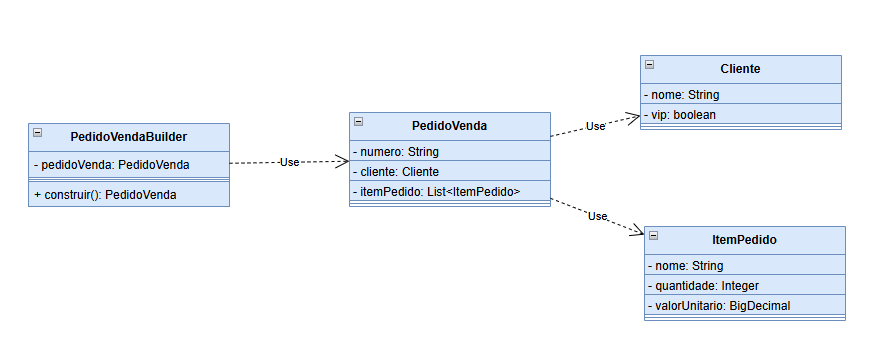 PedidoVendaBuilder
- pedidoVenda: PedidoVenda
+ construir(): PedidoVenda
Use
PedidoVenda
- numero: String
- cliente: Cliente
- itemPedido: List<ItemPedido>
Use
Cliente
- nome: String
- vip: boolean
Use
ItemPedido
- nome: String
- quantidade: Integer
- valorUnitario: BigDecimal